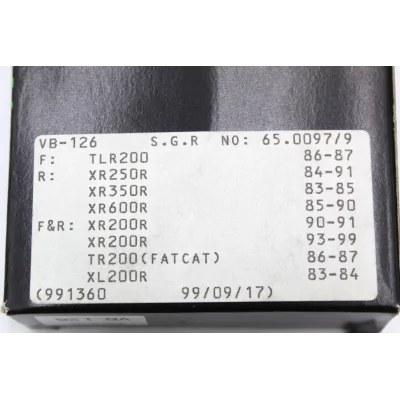 VB-126 S.G.R NO: 65.0097/9
F: TLR200 86-87
R: XR250R 84-91
XR350R 83-85
XR600R 85-90
F&R: XR200R 90-91
XR200R 93-99
TR200(FATCAT) 86-87
XL200R 83-84
(991360 99/09/17)